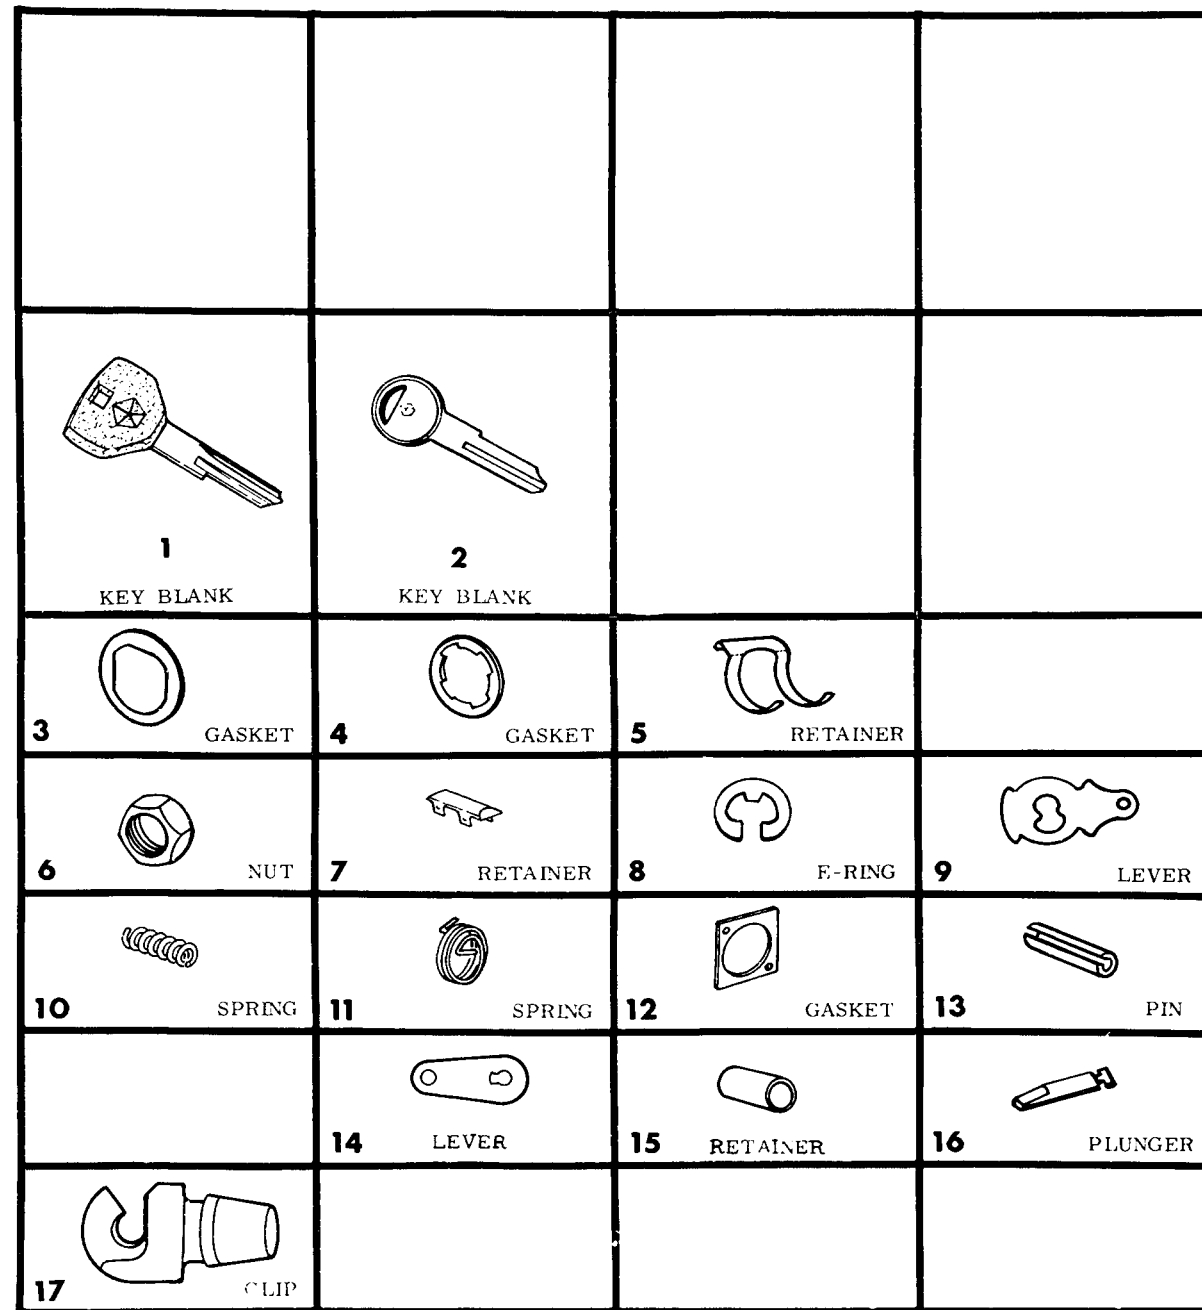 1
KEY BLANK
2
KEY BLANK
3 GASKET
4 GASKET
5 RETAINER
6 NUT
7 RETAINER
8 E-RING
9 LEVER
10 SPRING
11 SPRING
12 GASKET
13 PIN
14 LEVER
15 RETAINER
16 PLUNGER
17 CLIP